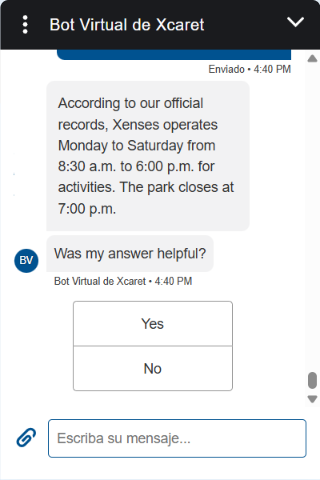 Bot Virtual de Xcaret
Enviado • 4:40 PM
According to our official
records, Xenses operates
Monday to Saturday from
8:30 a.m. to 6:00 p.m. for
activities. The park closes at
7:00 p.m.
Was my answer helpful?
BV
Bot Virtual de Xcaret • 4:40 PM
Yes
No
Escriba su mensaje...